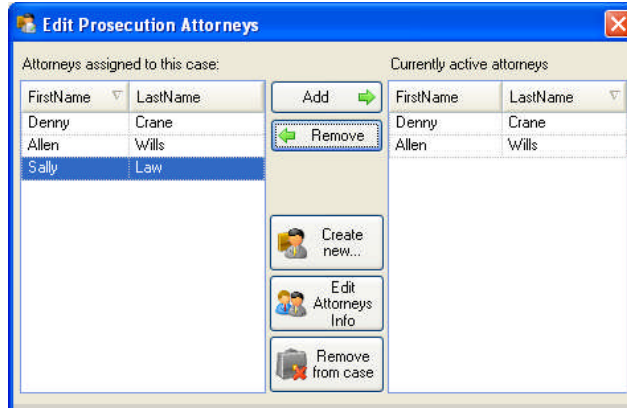 Edit Prosecution Attorneys
Attorneys assigned to this case:
FirstName LastName
Denny Crane
Allen Wills
Sally Law
Add
Remove
Create
new...
Edit
Attorneys
Info
Remove
from case
Currently active attorneys
FirstName LastName
Denny Crane
Allen Wills